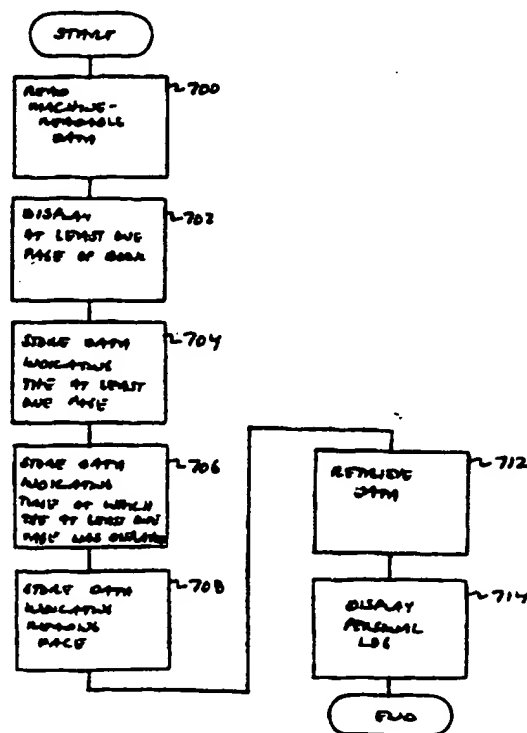 START
READ
MACHINE-
READABLE
DATA
700
DISPLAY
AT LEAST ONE
PAGE OF BOOK
702
STORE DATA
INDICATING
THE AT LEAST
ONE PAGE
704
STORE DATA
INDICATING
TIME AT WHICH
THE AT LEAST ONE
PAGE WAS DISPLAYED
706
STORE DATA
INDICATING
READING
PACE
708
RETRIEVE
DATA
712
DISPLAY
PERSONAL
LOG
714
END